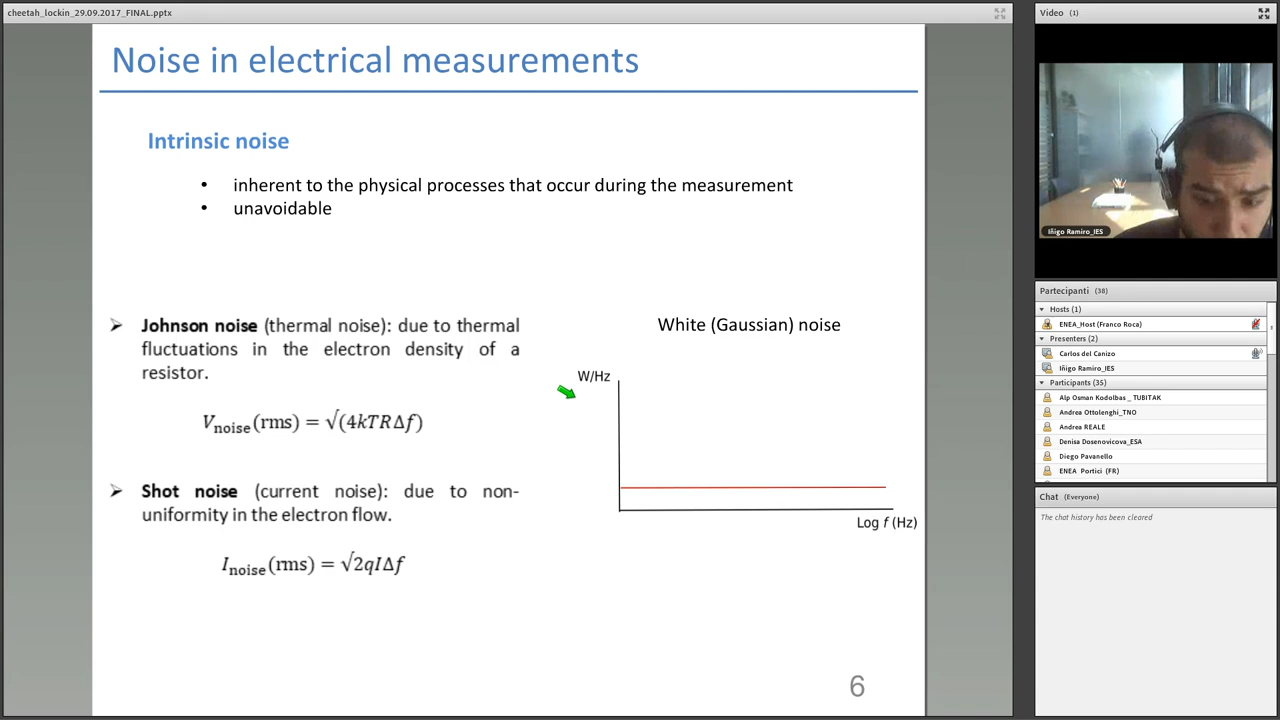 cheetah_lockin_29.09.2017_FINAL.pptx
Noise in electrical measurements
Intrinsic noise
• inherent to the physical processes that occur during the measurement
• unavoidable
➢ Johnson noise (thermal noise): due to thermal
fluctuations in the electron density of a
resistor.
V_noise(rms) = √(4kTRΔf)
➢ Shot noise (current noise): due to non-
uniformity in the electron flow.
I_noise(rms) = √2qIΔf
White (Gaussian) noise
W/Hz
Log f (Hz)
6
Video (1)
Iñigo Ramiro_IES
Partecipanti (38)
Hosts (1)
ENEA_Host (Franco Roca)
Presenters (2)
Carlos del Canizo
Iñigo Ramiro_IES
Participants (35)
Alp Osman Kodolbas _ TUBITAK
Andrea Ottolenghi_TNO
Andrea REALE
Denisa Dosenovicova_ESA
Diego Pavanello
ENEA Portici (FR)
Chat (Everyone)
The chat history has been cleared